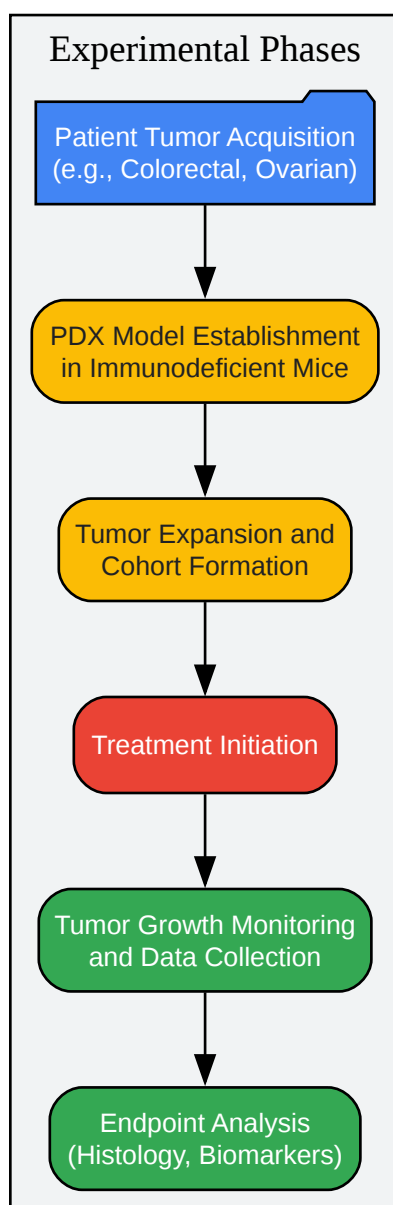 Experimental Phases
Patient Tumor Acquisition
(e.g., Colorectal, Ovarian)
PDX Model Establishment
in Immunodeficient Mice
Tumor Expansion and
Cohort Formation
Treatment Initiation
Tumor Growth Monitoring
and Data Collection
Endpoint Analysis
(Histology, Biomarkers)